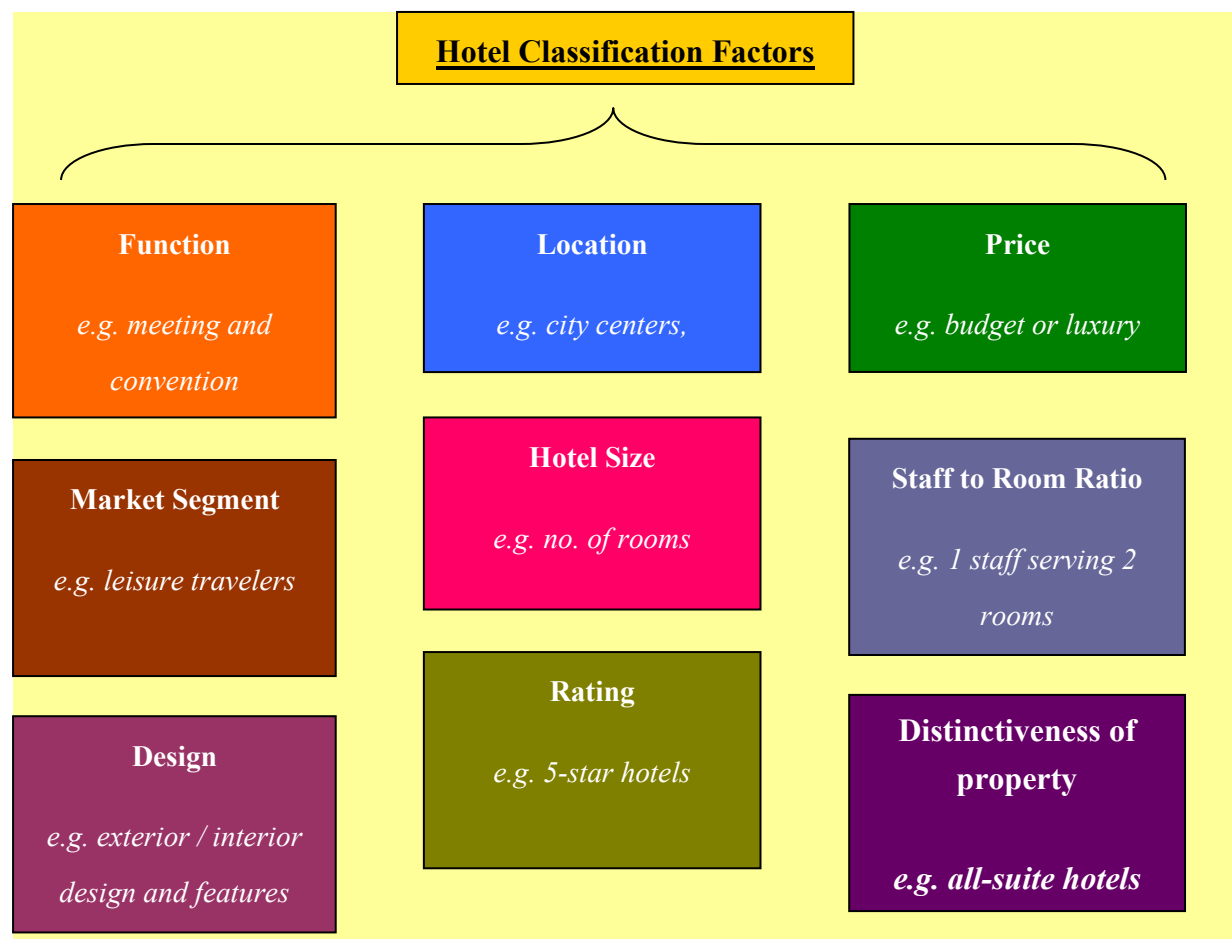 Hotel Classification Factors
Function
e.g. meeting and
convention
Location
e.g. city centers,
Price
e.g. budget or luxury
Market Segment
e.g. leisure travelers
Hotel Size
e.g. no. of rooms
Staff to Room Ratio
e.g. 1 staff serving 2
rooms
Design
e.g. exterior / interior
design and features
Rating
e.g. 5-star hotels
Distinctiveness of
property
e.g. all-suite hotels